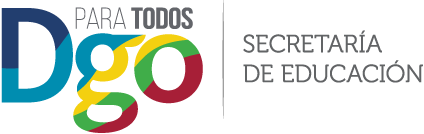 PARA TODOS
Dgo
SECRETARÍA
DE EDUCACIÓN